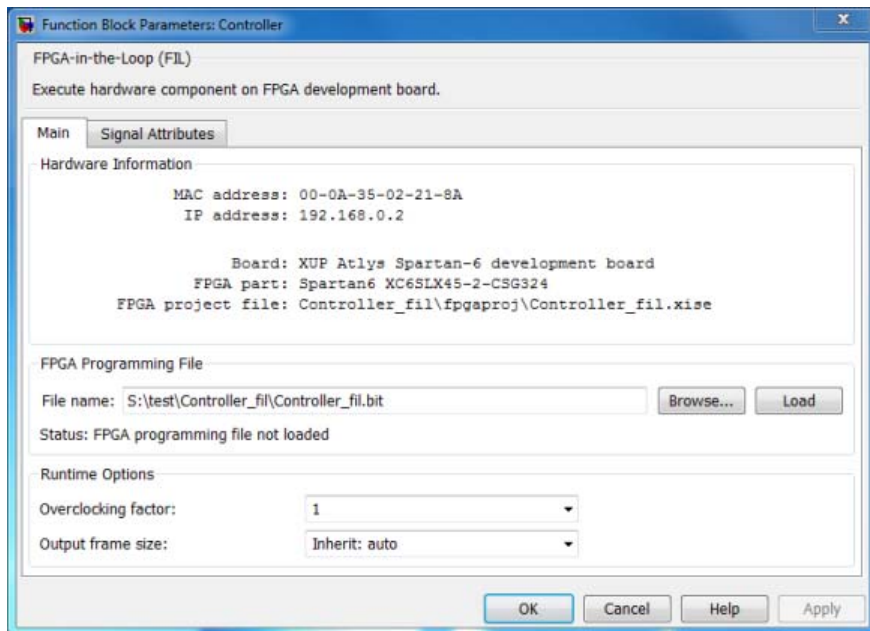 Function Block Parameters: Controller
FPGA-in-the-Loop (FIL)
Execute hardware component on FPGA development board.
Main Signal Attributes
Hardware Information
MAC address: 00-0A-35-02-21-8A
IP address: 192.168.0.2
Board: XUP Atlys Spartan-6 development board
FPGA part: Spartan6 XC6SLX45-2-CSG324
FPGA project file: Controller_fil\fpgaproj\Controller_fil.xise
FPGA Programming File
File name: S:\test\Controller_fil\Controller_fil.bit Browse... Load
Status: FPGA programming file not loaded
Runtime Options
Overclocking factor: 1
Output frame size: Inherit: auto
OK Cancel Help Apply